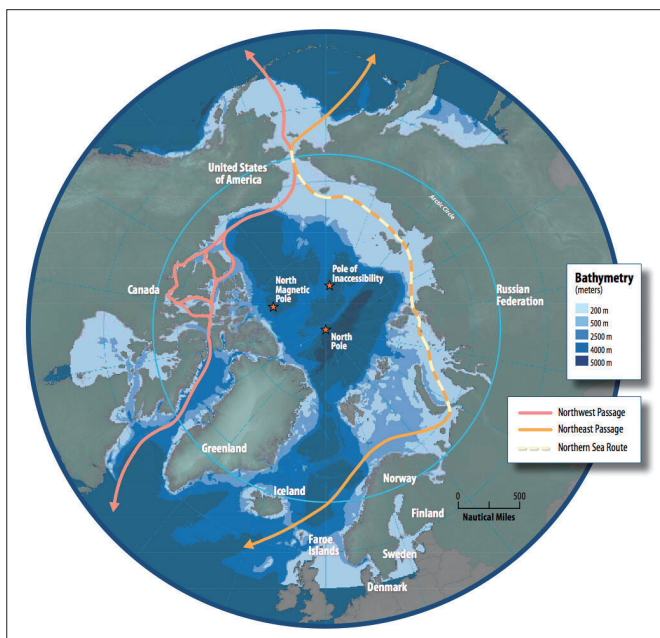 United States
of America
Arctic Circle
Pole of
Inaccessibility
North
Magnetic
Pole
Canada
Russian
Federation
North
Pole
Bathymetry
(meters)
200 m
500 m
2500 m
4000 m
5000 m
Northwest Passage
Northeast Passage
Northern Sea Route
Greenland
Norway
Iceland
0 500
Nautical Miles
Finland
Faroe
Islands
Sweden
Denmark